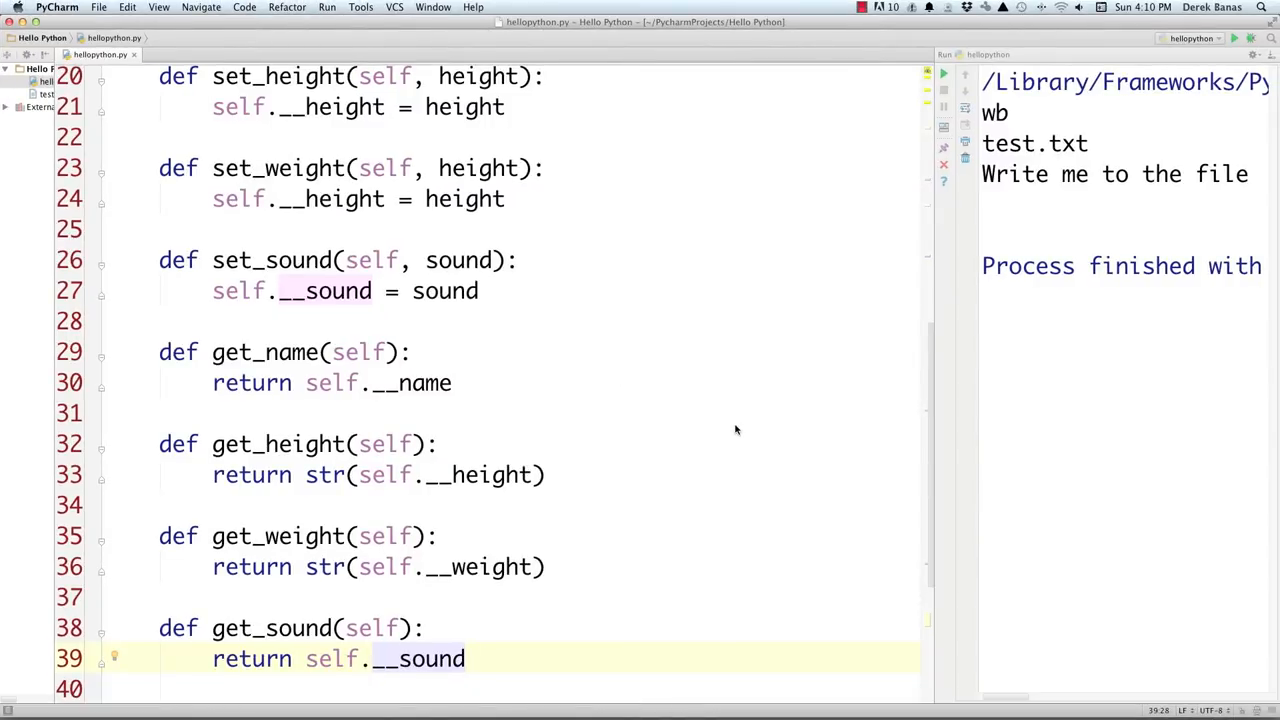 PyCharm File Edit View Navigate Code Refactor Run Tools VCS Window Help
10
Sun 4:10 PM Derek Banas
hellopython.py – [~/PycharmProjects/Hello Python]
Hello Python hellopython.py
hellopython
hellopython.py
Run hellopython
Hello P
hell
test
Extern
20 def set_height(self, height):
21 self.__height = height
22
23 def set_weight(self, height):
24 self.__height = height
25
26 def set_sound(self, sound):
27 self.__sound = sound
28
29 def get_name(self):
30 return self.__name
31
32 def get_height(self):
33 return str(self.__height)
34
35 def get_weight(self):
36 return str(self.__weight)
37
38 def get_sound(self):
39 return self.__sound
40
/Library/Frameworks/Py
wb
test.txt
Write me to the file
Process finished with
39:28 LF UTF-8